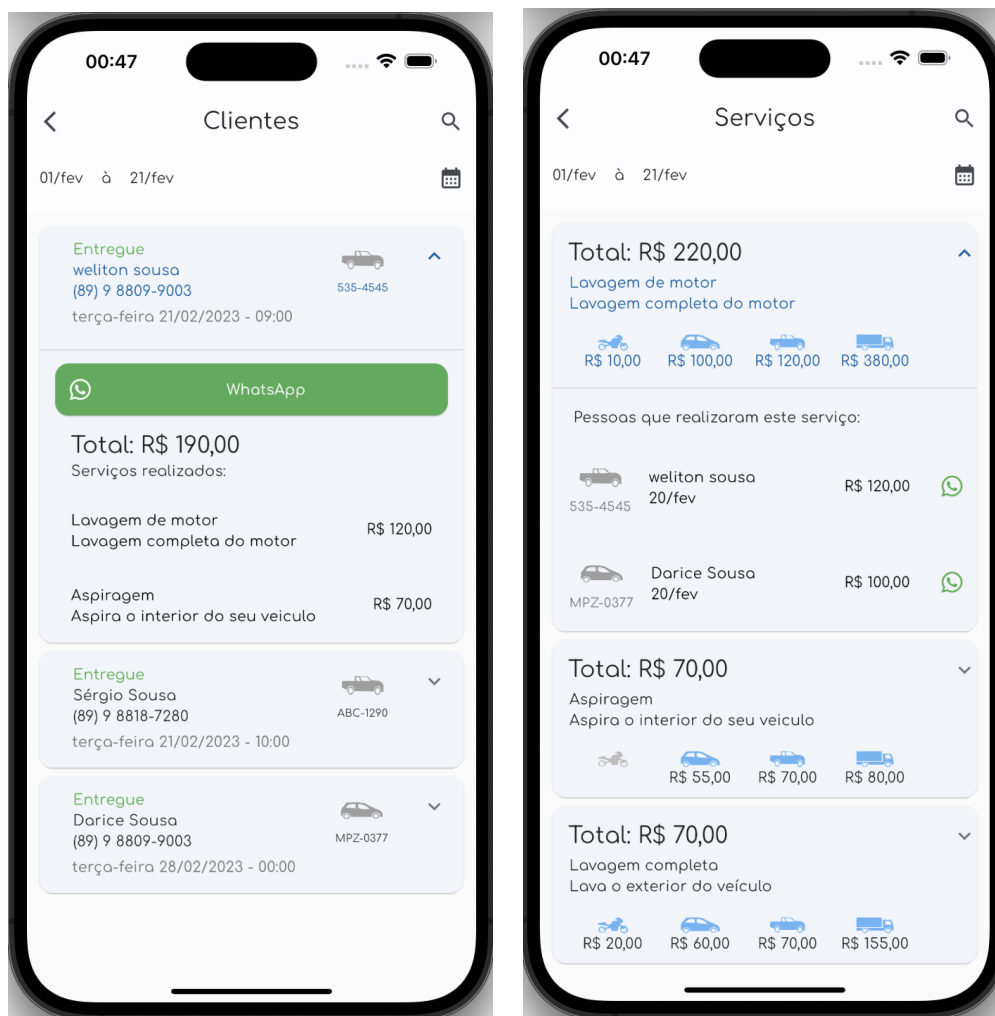 00:47
Clientes
01/fev à 21/fev
Entregue
weliton sousa
(89) 9 8809-9003
535-4545
terça-feira 21/02/2023 - 09:00
WhatsApp
Total: R$ 190,00
Serviços realizados:
Lavagem de motor
Lavagem completa do motor
R$ 120,00
Aspiragem
Aspira o interior do seu veiculo
R$ 70,00
Entregue
Sérgio Sousa
(89) 9 8818-7280
ABC-1290
terça-feira 21/02/2023 - 10:00
Entregue
Darice Sousa
(89) 9 8809-9003
MPZ-0377
terça-feira 28/02/2023 - 00:00
00:47
Serviços
01/fev à 21/fev
Total: R$ 220,00
Lavagem de motor
Lavagem completa do motor
R$ 10,00 R$ 100,00 R$ 120,00 R$ 380,00
Pessoas que realizaram este serviço:
weliton sousa
20/fev
535-4545
R$ 120,00
Darice Sousa
20/fev
MPZ-0377
R$ 100,00
Total: R$ 70,00
Aspiragem
Aspira o interior do seu veiculo
R$ 55,00 R$ 70,00 R$ 80,00
Total: R$ 70,00
Lavagem completa
Lava o exterior do veículo
R$ 20,00 R$ 60,00 R$ 70,00 R$ 155,00